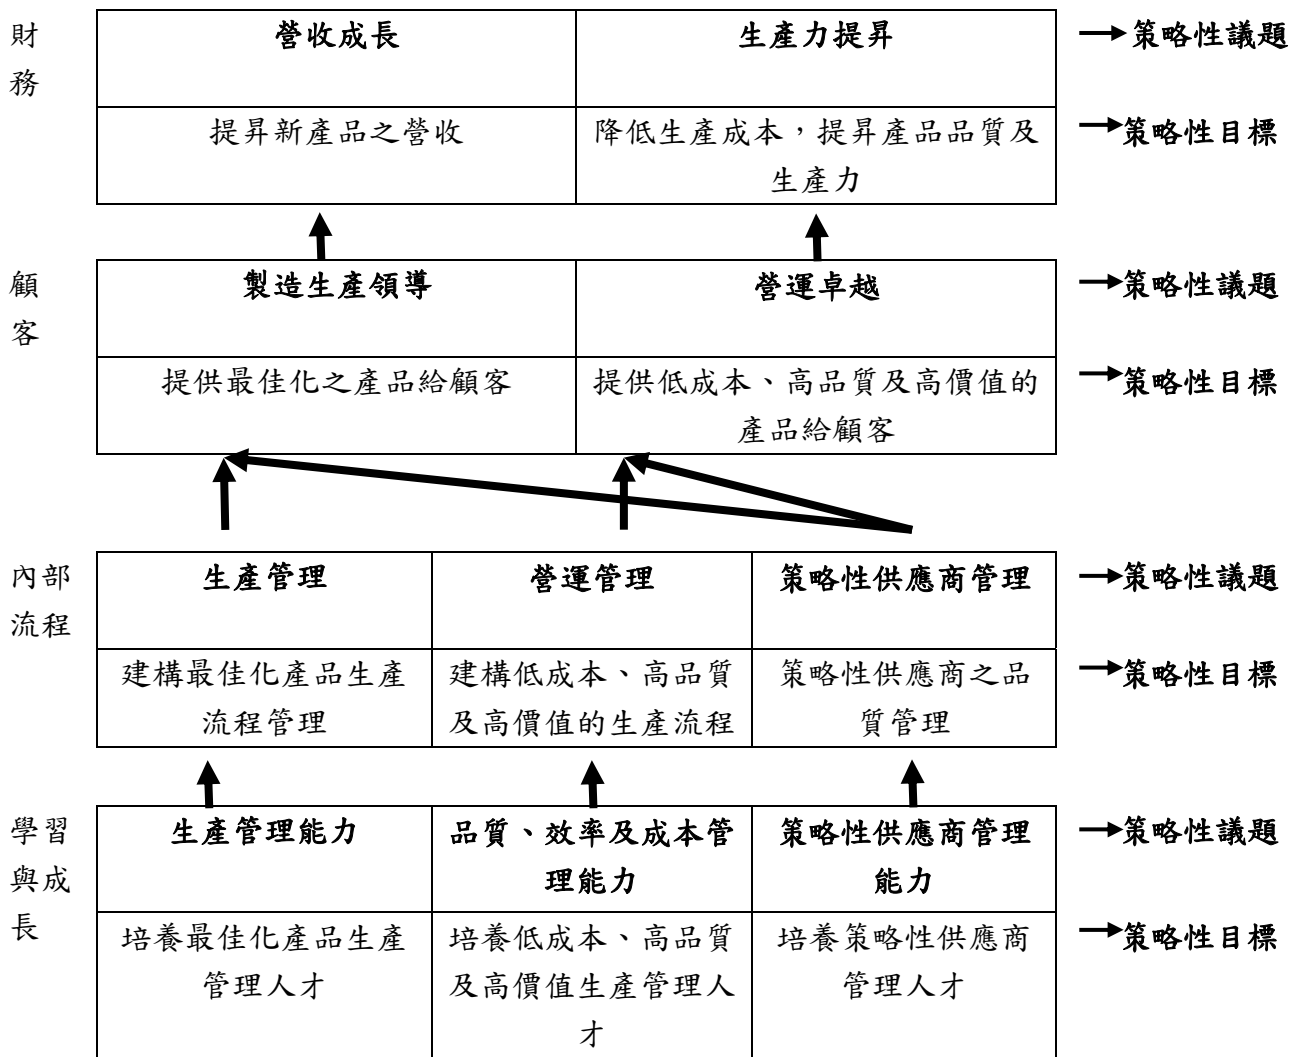 財
務
營收成長
生產力提昇
策略性議題
提昇新產品之營收
降低生產成本，提昇產品品質及
生產力
策略性目標
顧
客
製造生產領導
營運卓越
策略性議題
提供最佳化之產品給顧客
提供低成本、高品質及高價值的
產品給顧客
策略性目標
內部
流程
生產管理
營運管理
策略性供應商管理
策略性議題
建構最佳化產品生產
流程管理
建構低成本、高品質
及高價值的生產流程
策略性供應商之品
質管理
策略性目標
學習
與成
長
生產管理能力
品質、效率及成本管
理能力
策略性供應商管理
能力
策略性議題
培養最佳化產品生產
管理人才
培養低成本、高品質
及高價值生產管理人
才
培養策略性供應商
管理人才
策略性目標